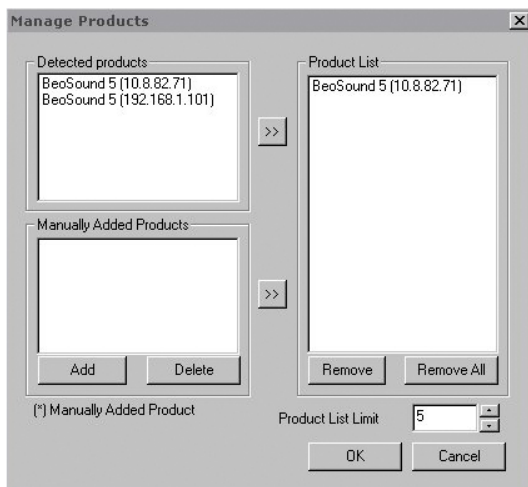 Manage Products
Detected products
BeoSound 5 (10.8.82.71)
BeoSound 5 (192.168.1.101)
>>
Manually Added Products
>>
Add
Delete
(*) Manually Added Product
Product List
BeoSound 5 (10.8.82.71)
Remove
Remove All
Product List Limit
5
OK
Cancel